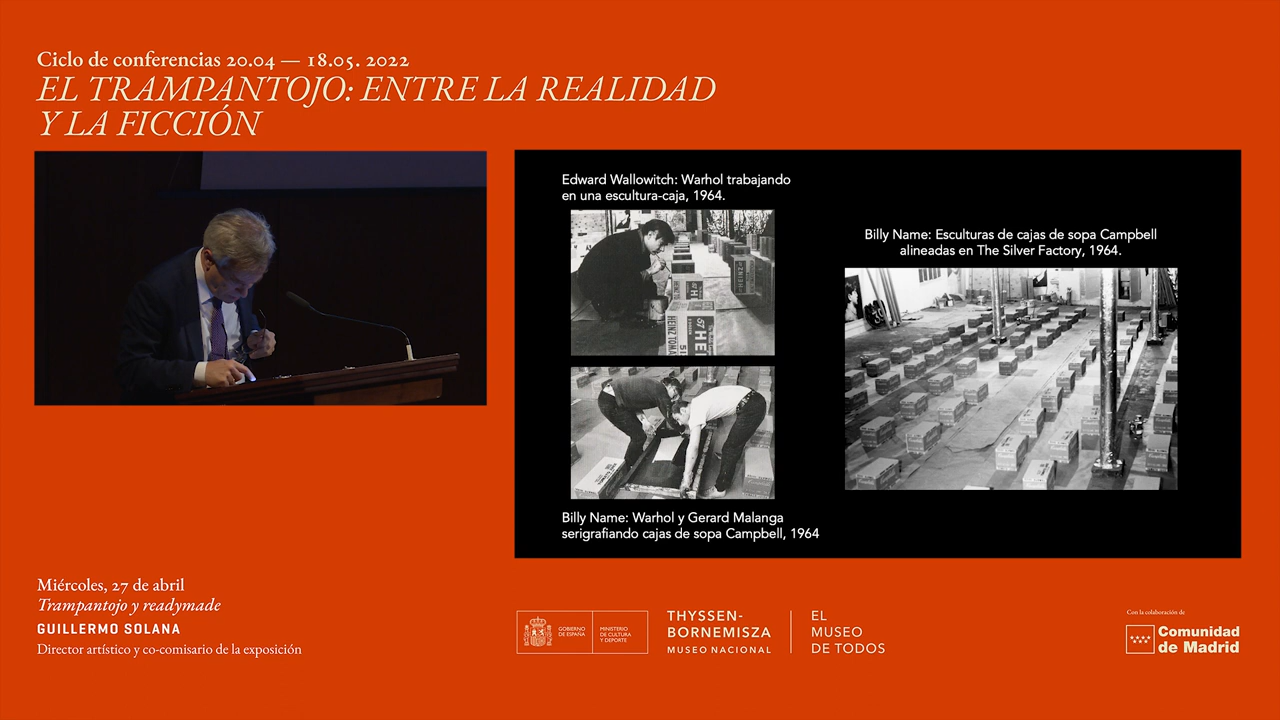 Ciclo de conferencias 20.04 — 18.05. 2022
EL TRAMPANTOJO: ENTRE LA REALIDAD
Y LA FICCIÓN
Edward Wallowitch: Warhol trabajando
en una escultura-caja, 1964.
HEINZ TOMA
57 HE
Billy Name: Esculturas de cajas de sopa Campbell
alineadas en The Silver Factory, 1964.
Billy Name: Warhol y Gerard Malanga
serigrafiando cajas de sopa Campbell, 1964
Miércoles, 27 de abril
Trampantojo y readymade
GUILLERMO SOLANA
Director artístico y co-comisario de la exposición
GOBIERNO
DE ESPAÑA
MINISTERIO
DE CULTURA
Y DEPORTE
THYSSEN-
BORNEMISZA
MUSEO NACIONAL
EL
MUSEO
DE TODOS
Con la colaboración de
Comunidad
de Madrid